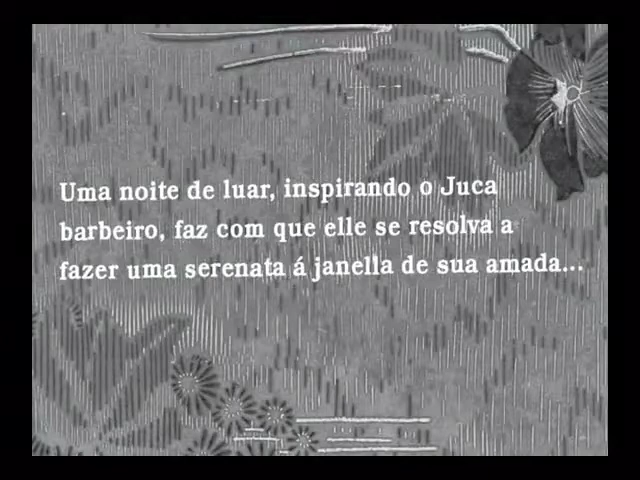 Uma noite de luar, inspirando o Juca
barbeiro, faz com que elle se resolva a
fazer uma serenata á janella de sua amada...